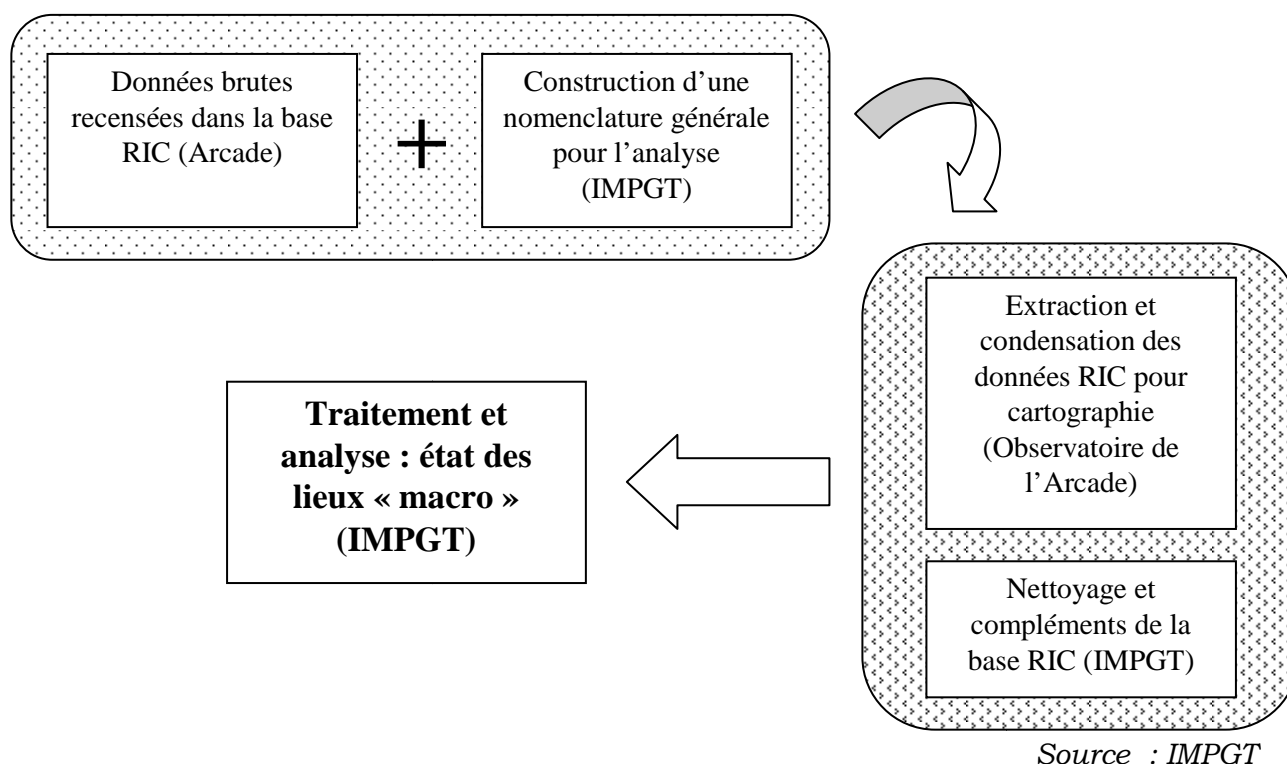 Données brutes
recensées dans la base
RIC (Arcade)
+
Construction d’une
nomenclature générale
pour l’analyse
(IMPGT)
Extraction et
condensation des
données RIC pour
cartographie
(Observatoire de
l’Arcade)
Nettoyage et
compléments de la
base RIC (IMPGT)
Traitement et
analyse : état des
lieux « macro »
(IMPGT)
Source : IMPGT